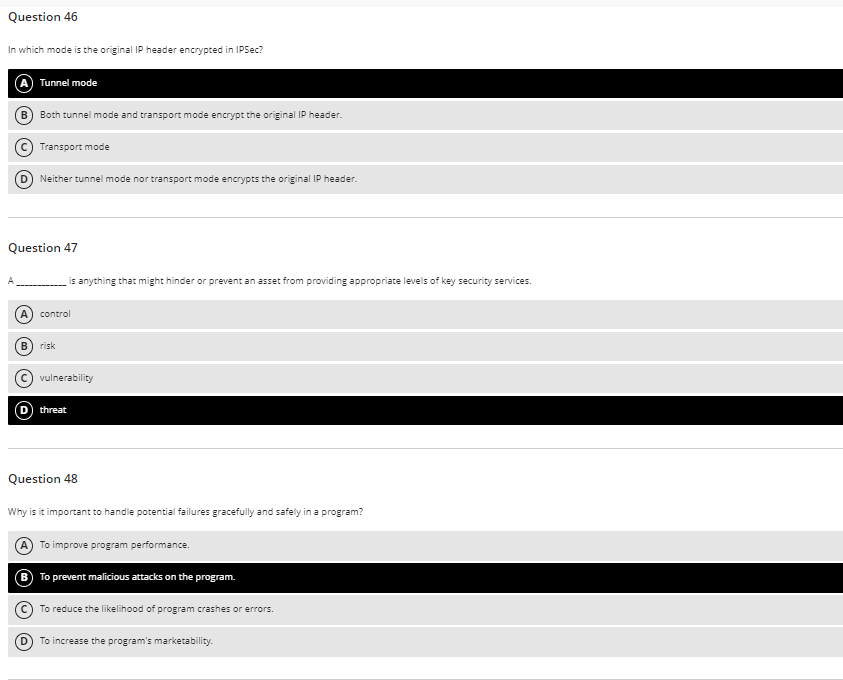 Question 46
In which mode is the original IP header encrypted in IPSec?
A Tunnel mode
B Both tunnel mode and transport mode encrypt the original IP header.
C Transport mode
D Neither tunnel mode nor transport mode encrypts the original IP header.
Question 47
A ____________ is anything that might hinder or prevent an asset from providing appropriate levels of key security services.
A control
B risk
C vulnerability
D threat
Question 48
Why is it important to handle potential failures gracefully and safely in a program?
A To improve program performance.
B To prevent malicious attacks on the program.
C To reduce the likelihood of program crashes or errors.
D To increase the program's marketability.